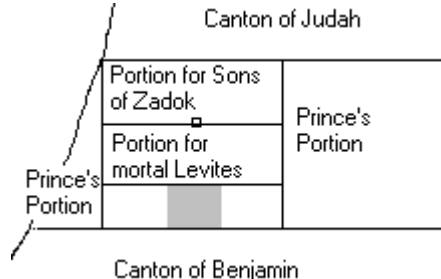 Canton of Judah
Portion for Sons
of Zadok
Prince's
Portion
Portion for
mortal Levites
Prince's
Portion
Canton of Benjamin